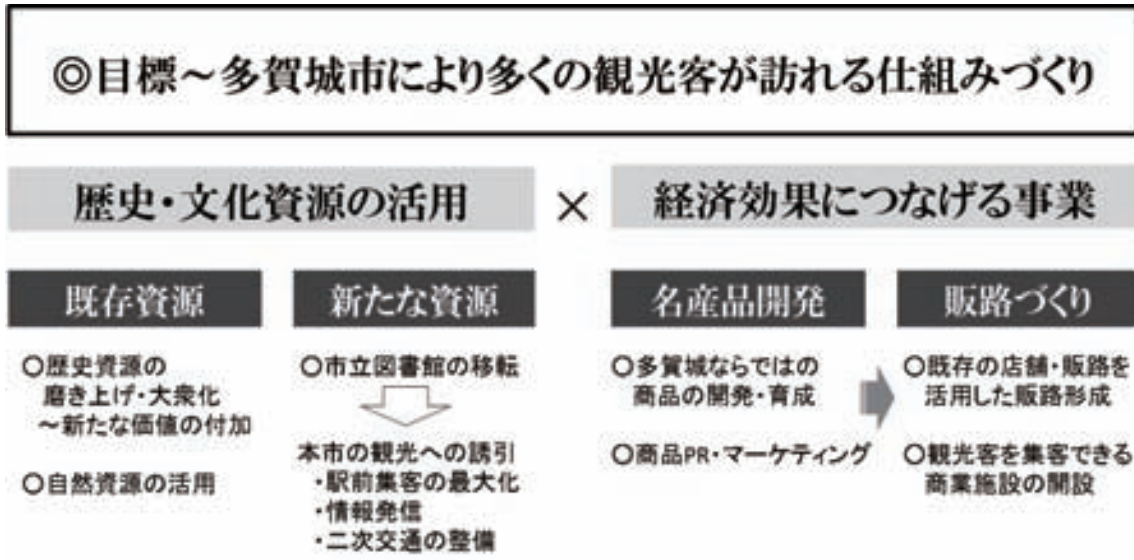 ◎目標～多賀城市により多くの観光客が訪れる仕組みづくり
歴史・文化資源の活用
×
経済効果につなげる事業
既存資源
○歴史資源の
磨き上げ・大衆化
～新たな価値の付加
○自然資源の活用
新たな資源
○市立図書館の移転
本市の観光への誘引
・駅前集客の最大化
・情報発信
・二次交通の整備
名産品開発
○多賀城ならではの
商品の開発・育成
○商品PR・マーケティング
販路づくり
○既存の店舗・販路を
活用した販路形成
○観光客を集客できる
商業施設の開設